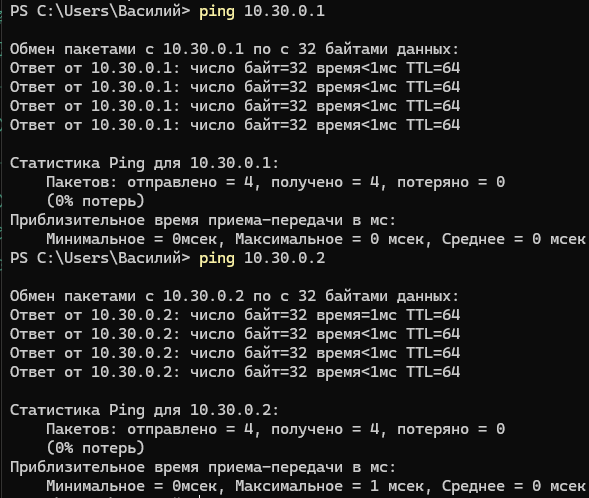 PS C:\Users\Василий> ping 10.30.0.1
Обмен пакетами с 10.30.0.1 по с 32 байтами данных:
Ответ от 10.30.0.1: число байт=32 время<1мс TTL=64
Ответ от 10.30.0.1: число байт=32 время<1мс TTL=64
Ответ от 10.30.0.1: число байт=32 время<1мс TTL=64
Ответ от 10.30.0.1: число байт=32 время<1мс TTL=64
Статистика Ping для 10.30.0.1:
Пакетов: отправлено = 4, получено = 4, потеряно = 0
(0% потерь)
Приблизительное время приема-передачи в мс:
Минимальное = 0мсек, Максимальное = 0 мсек, Среднее = 0 мсек
PS C:\Users\Василий> ping 10.30.0.2
Обмен пакетами с 10.30.0.2 по с 32 байтами данных:
Ответ от 10.30.0.2: число байт=32 время=1мс TTL=64
Ответ от 10.30.0.2: число байт=32 время<1мс TTL=64
Ответ от 10.30.0.2: число байт=32 время<1мс TTL=64
Ответ от 10.30.0.2: число байт=32 время<1мс TTL=64
Статистика Ping для 10.30.0.2:
Пакетов: отправлено = 4, получено = 4, потеряно = 0
(0% потерь)
Приблизительное время приема-передачи в мс:
Минимальное = 0мсек, Максимальное = 1 мсек, Среднее = 0 мсек